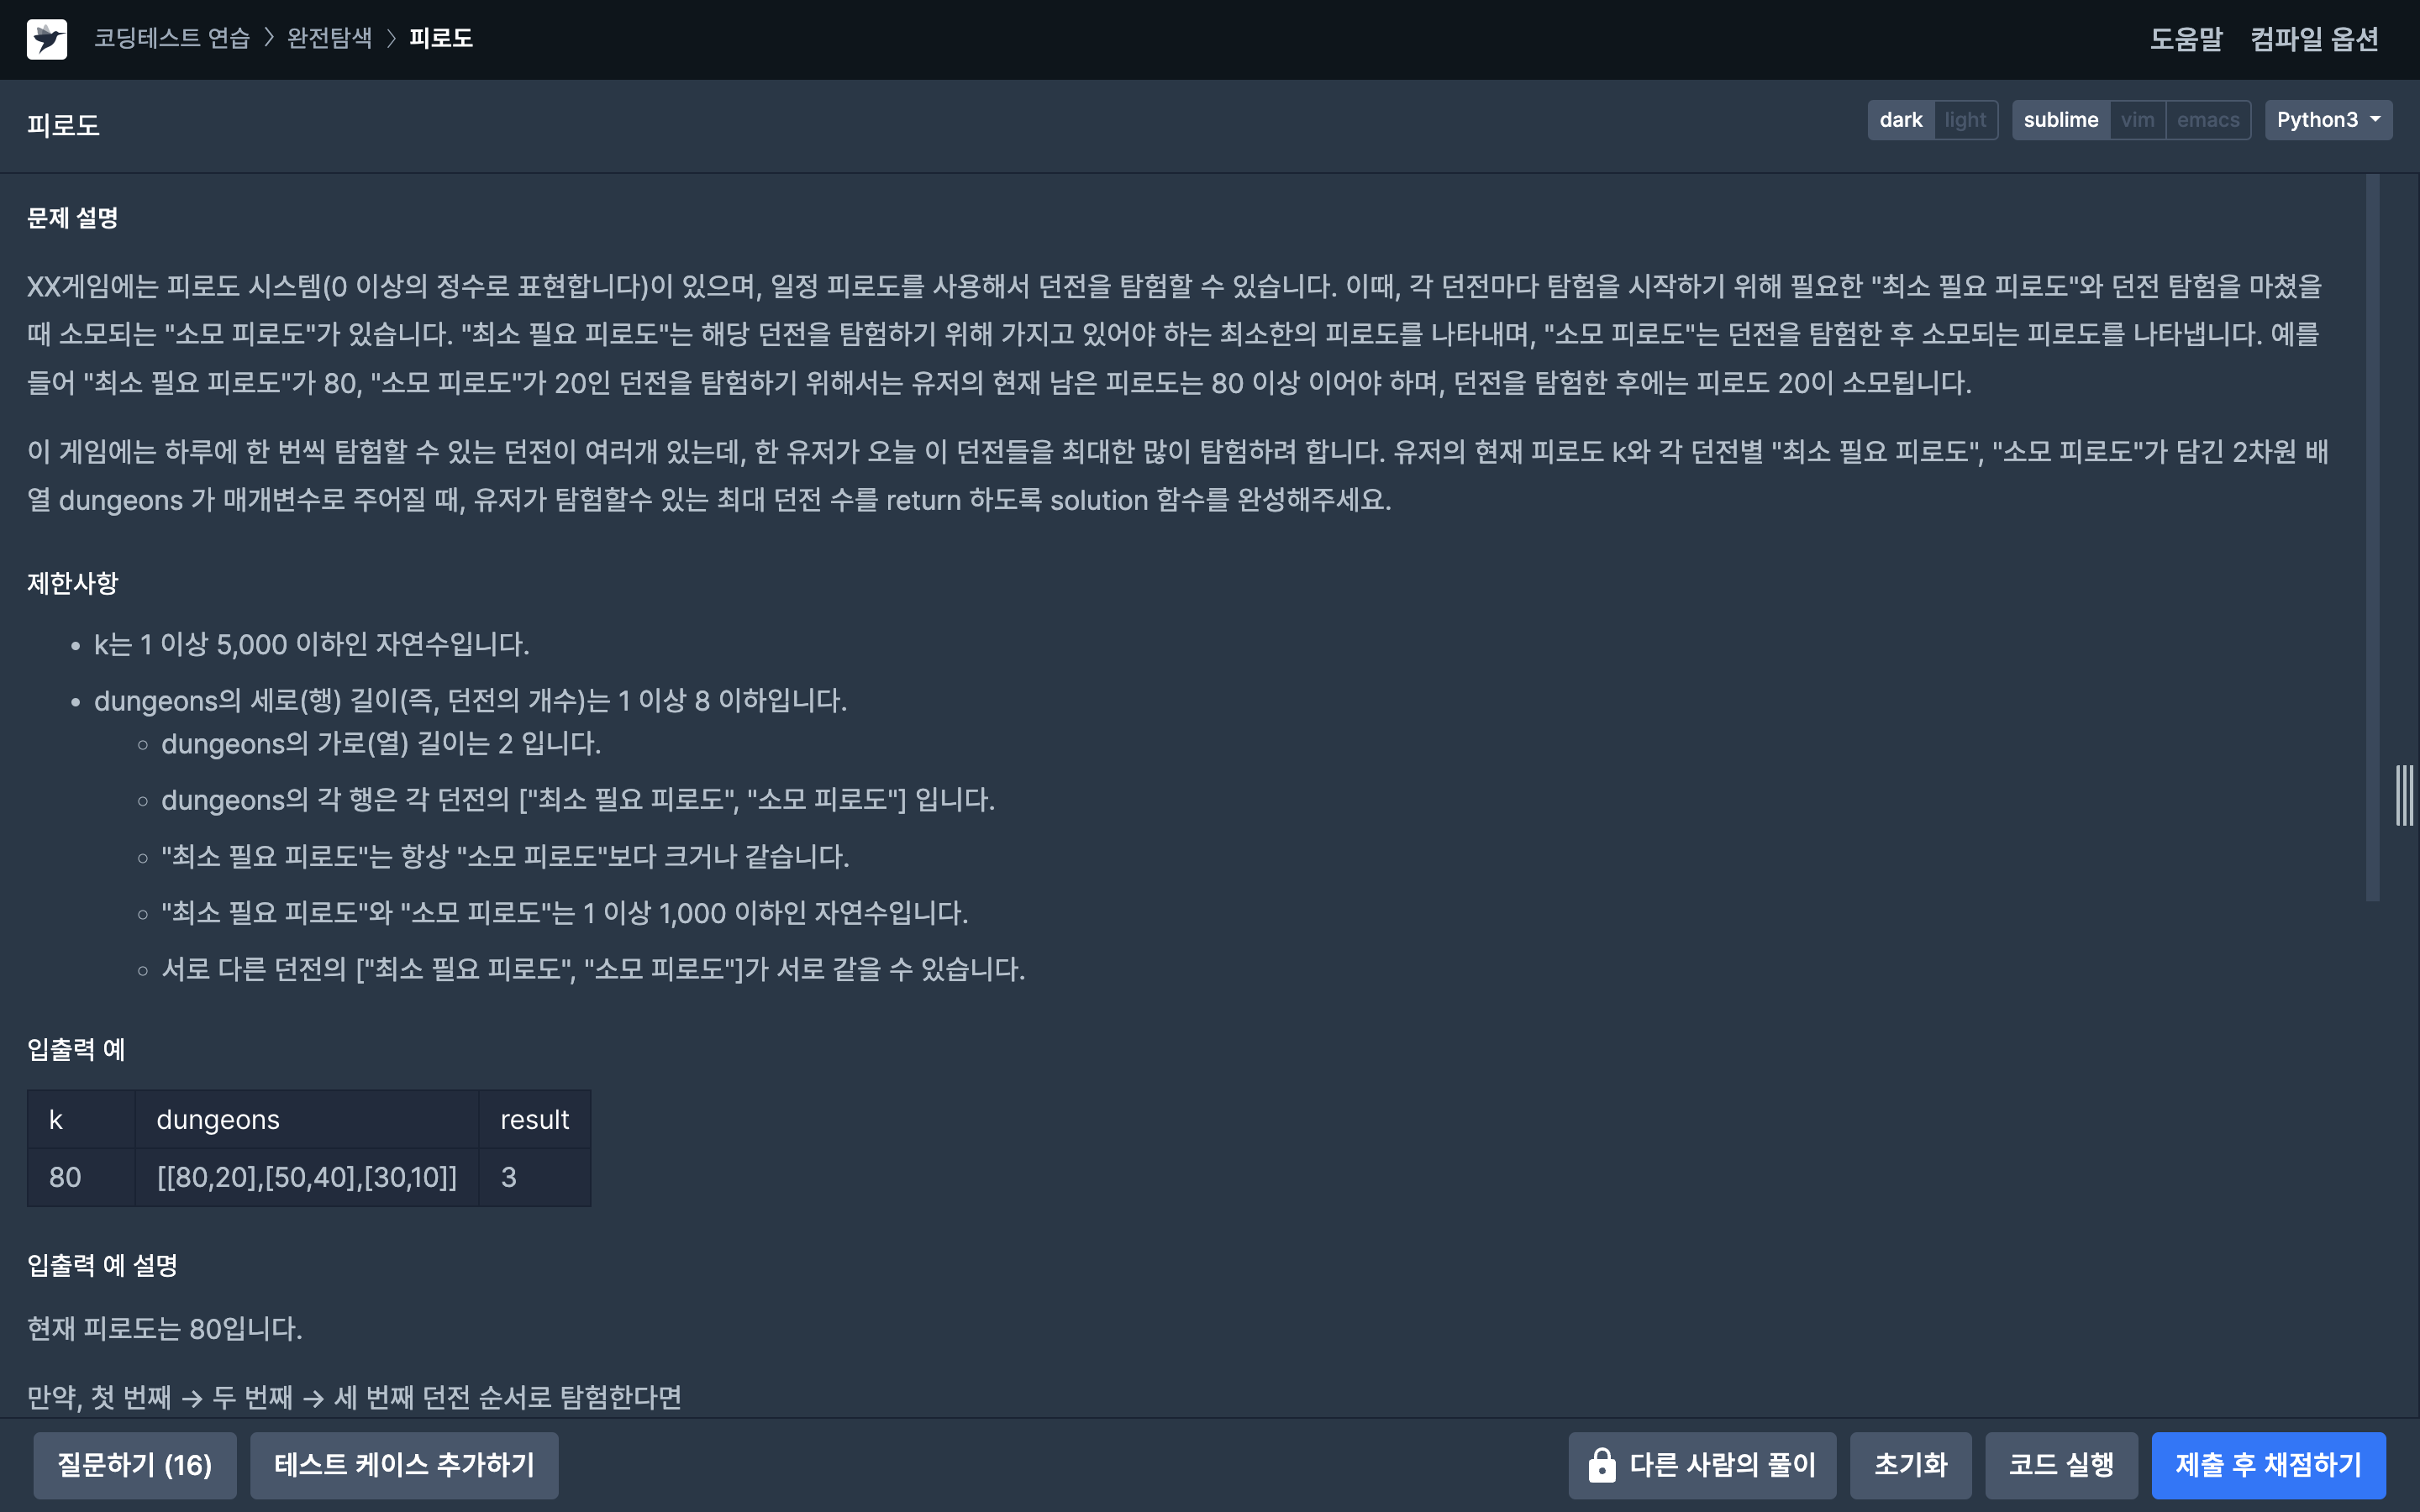 코딩테스트 연습 > 완전탐색 > 피로도
도움말 컴파일 옵션
피로도
dark light sublime vim emacs Python3
문제 설명
XX게임에는 피로도 시스템(0 이상의 정수로 표현합니다)이 있으며, 일정 피로도를 사용해서 던전을 탐험할 수 있습니다. 이때, 각 던전마다 탐험을 시작하기 위해 필요한 "최소 필요 피로도"와 던전 탐험을 마쳤을
때 소모되는 "소모 피로도"가 있습니다. "최소 필요 피로도"는 해당 던전을 탐험하기 위해 가지고 있어야 하는 최소한의 피로도를 나타내며, "소모 피로도"는 던전을 탐험한 후 소모되는 피로도를 나타냅니다. 예를
들어 "최소 필요 피로도"가 80, "소모 피로도"가 20인 던전을 탐험하기 위해서는 유저의 현재 남은 피로도는 80 이상 이어야 하며, 던전을 탐험한 후에는 피로도 20이 소모됩니다.
이 게임에는 하루에 한 번씩 탐험할 수 있는 던전이 여러개 있는데, 한 유저가 오늘 이 던전들을 최대한 많이 탐험하려 합니다. 유저의 현재 피로도 k와 각 던전별 "최소 필요 피로도", "소모 피로도"가 담긴 2차원 배
열 dungeons 가 매개변수로 주어질 때, 유저가 탐험할수 있는 최대 던전 수를 return 하도록 solution 함수를 완성해주세요.
제한사항
• k는 1 이상 5,000 이하인 자연수입니다.
• dungeons의 세로(행) 길이(즉, 던전의 개수)는 1 이상 8 이하입니다.
◦ dungeons의 가로(열) 길이는 2 입니다.
◦ dungeons의 각 행은 각 던전의 ["최소 필요 피로도", "소모 피로도"] 입니다.
◦ "최소 필요 피로도"는 항상 "소모 피로도"보다 크거나 같습니다.
◦ "최소 필요 피로도"와 "소모 피로도"는 1 이상 1,000 이하인 자연수입니다.
◦ 서로 다른 던전의 ["최소 필요 피로도", "소모 피로도"]가 서로 같을 수 있습니다.
입출력 예
k dungeons result
80 [[80,20],[50,40],[30,10]] 3
입출력 예 설명
현재 피로도는 80입니다.
만약, 첫 번째 → 두 번째 → 세 번째 던전 순서로 탐험한다면
질문하기 (16) 테스트 케이스 추가하기 다른 사람의 풀이 초기화 코드 실행 제출 후 채점하기